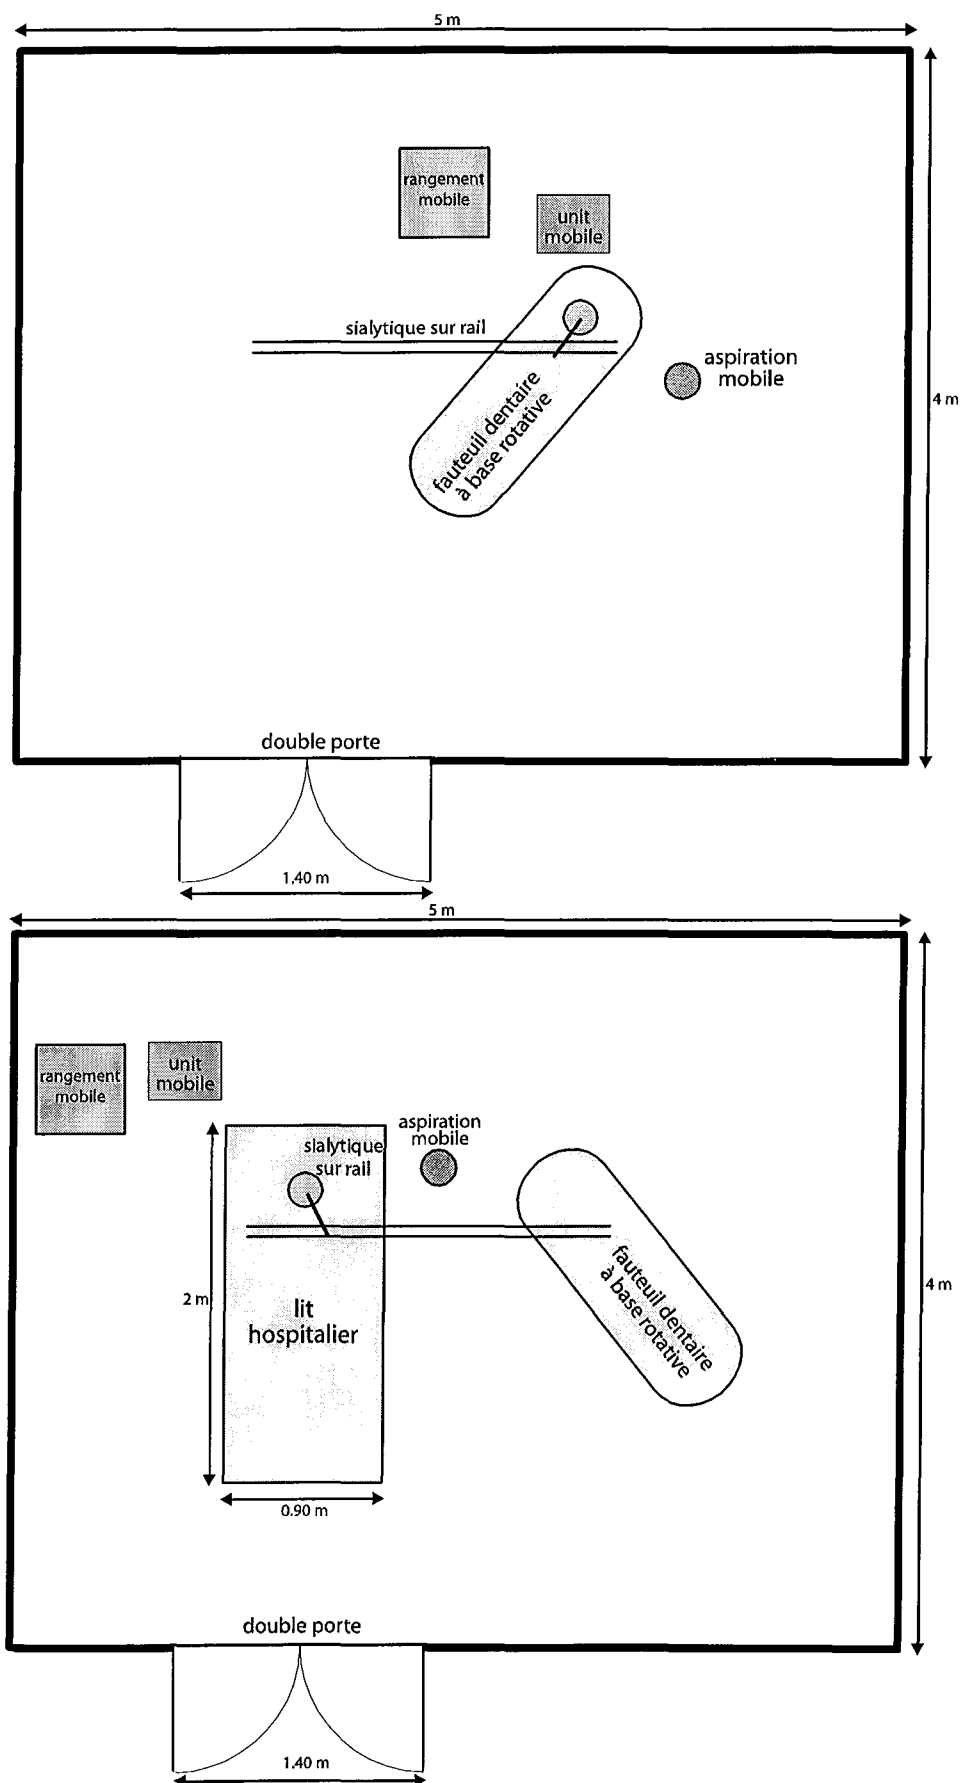 5 m
rangement
mobile
unit
mobile
sialytique sur rail
aspiration
mobile
fauteuil dentaire
à base rotative
4 m
double porte
1.40 m
5 m
rangement
mobile
unit
mobile
aspiration
mobile
sialytique
sur rail
fauteuil dentaire
à base rotative
4 m
2 m
lit
hospitalier
0.90 m
double porte
1.40 m